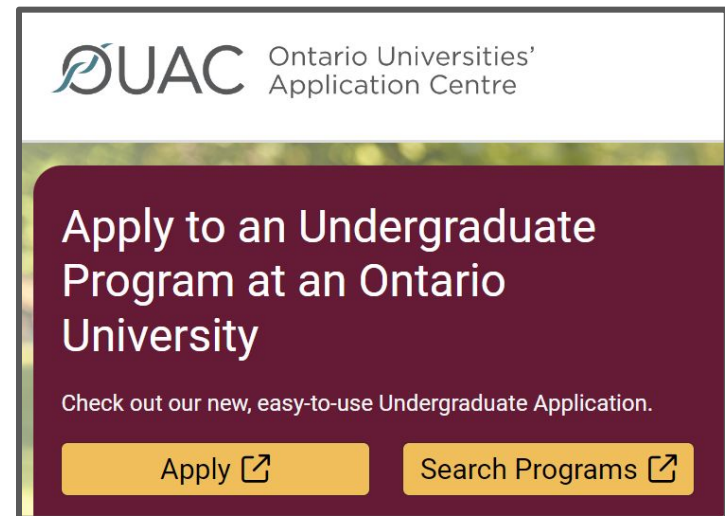 OUAC
Ontario Universities’
Application Centre
Apply to an Undergraduate
Program at an Ontario
University
Check out our new, easy-to-use Undergraduate Application.
Apply
Search Programs